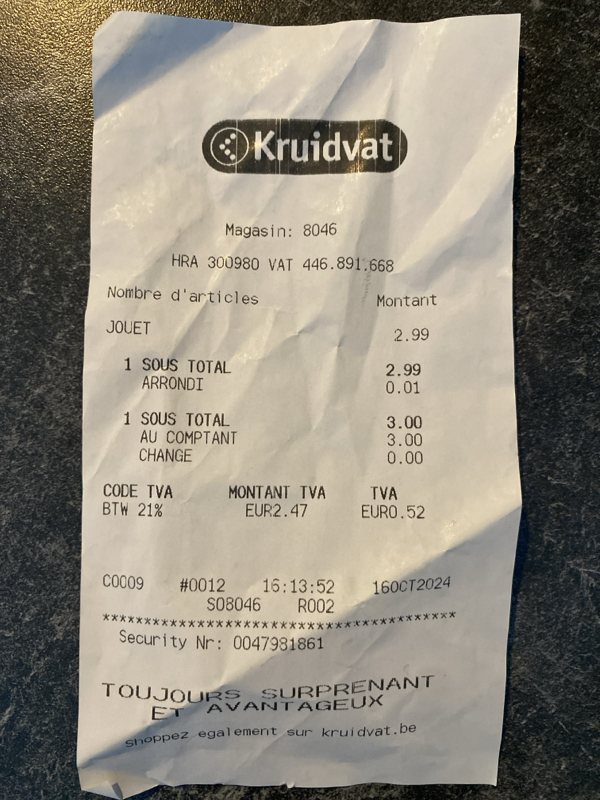 Kruidvat
Magasin: 8046
HRA 300980 VAT 446.891.668
Nombre d'articles Montant
JOUET 2.99
1 SOUS TOTAL 2.99
ARRONDI 0.01
1 SOUS TOTAL 3.00
AU COMPTANT 3.00
CHANGE 0.00
CODE TVA MONTANT TVA TVA
BTW 21% EUR2.47 EUR0.52
C0009 #0012 16:13:52 16OCT2024
S08046 R002
***************************************
Security Nr: 0047981861
TOUJOURS SURPRENANT
ET AVANTAGEUX
Shoppez egalement sur kruidvat.be